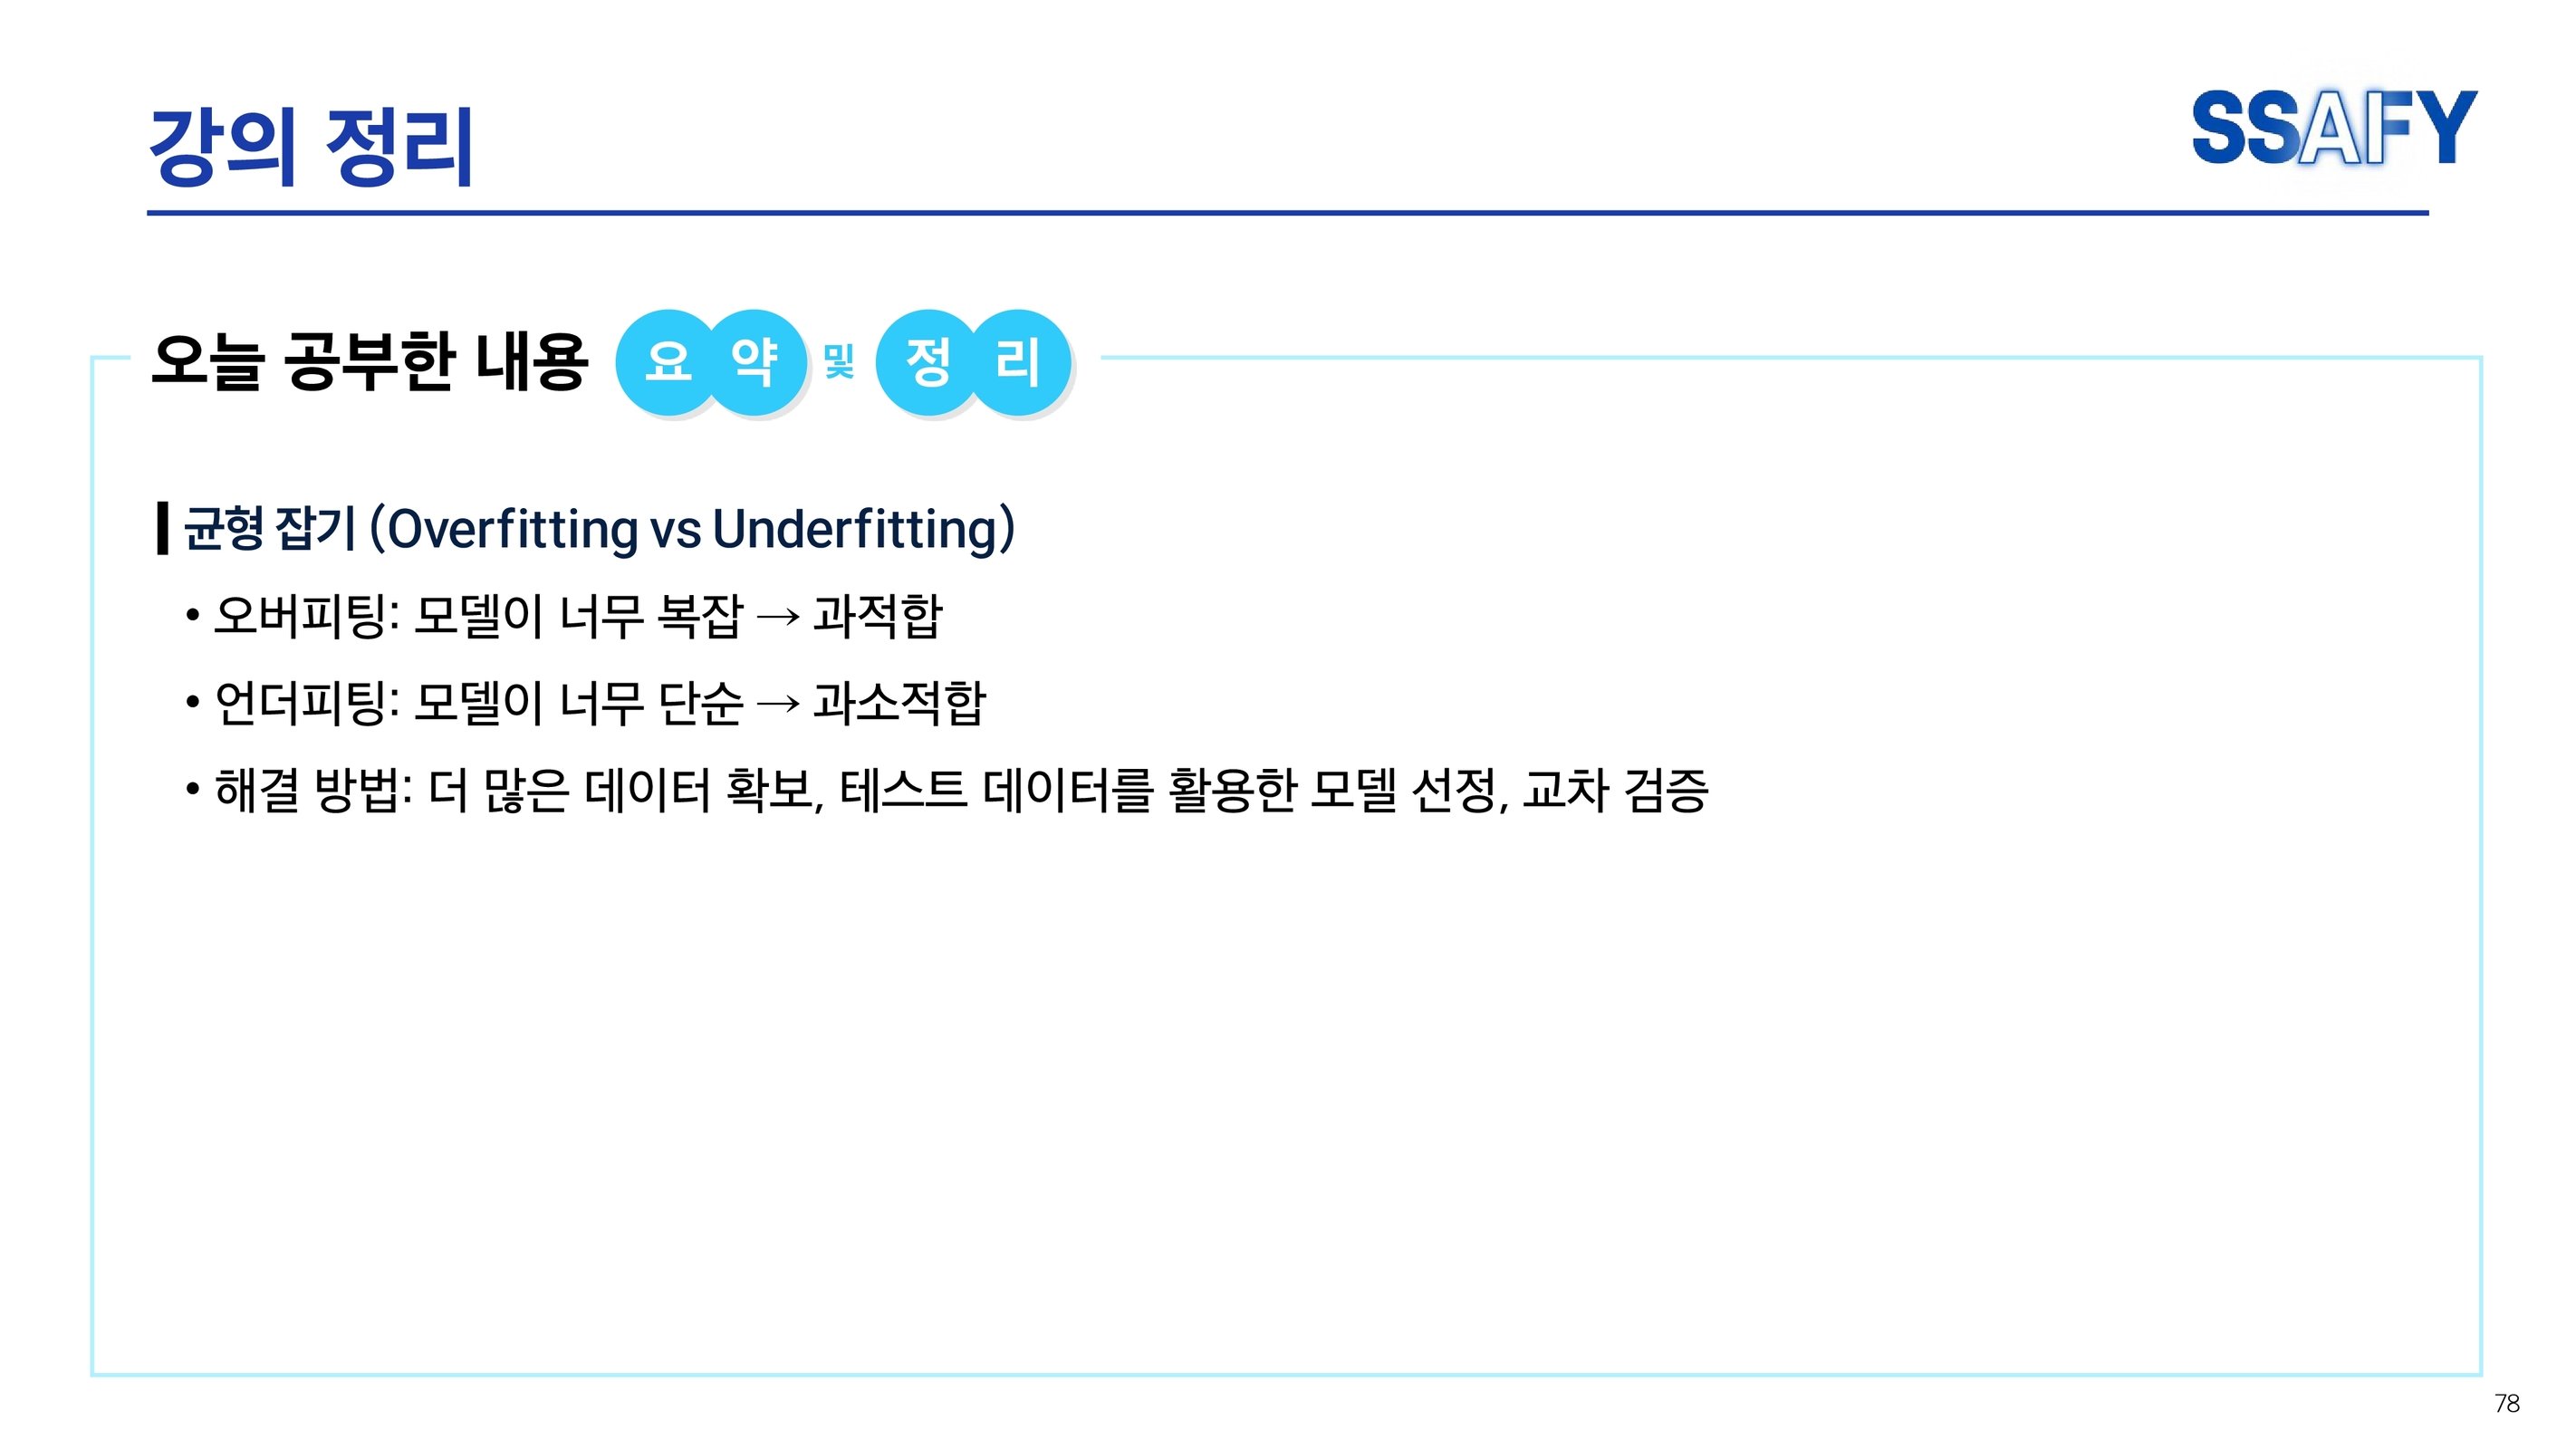 강의 정리
SSAFY
오늘 공부한 내용 요약 및 정리
균형 잡기 (Overfitting vs Underfitting)
• 오버피팅: 모델이 너무 복잡 → 과적합
• 언더피팅: 모델이 너무 단순 → 과소적합
• 해결 방법: 더 많은 데이터 확보, 테스트 데이터를 활용한 모델 선정, 교차 검증
78